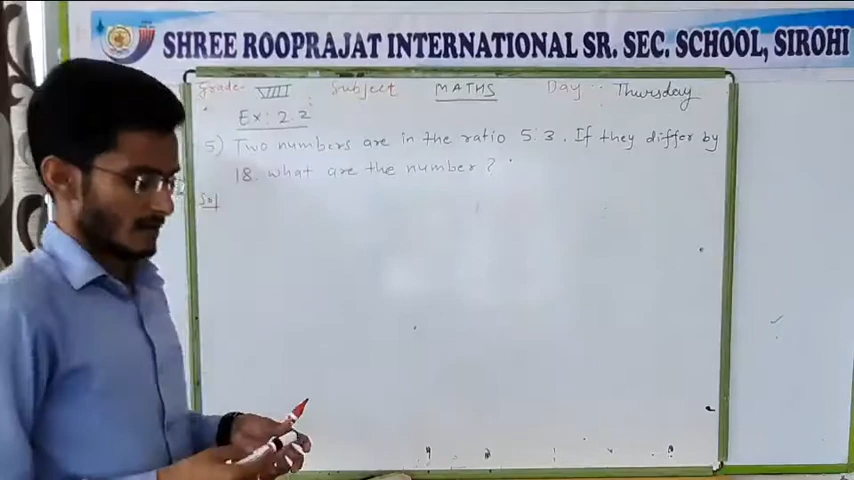 SHREE ROOPRAJAT INTERNATIONAL SR. SEC. SCHOOL, SIROHI
Grade- VIII Subject MATHS Day: Thursday
Ex: 2.2
5) Two numbers are in the ratio 5:3. If they differ by
18. what are the number?
Sol